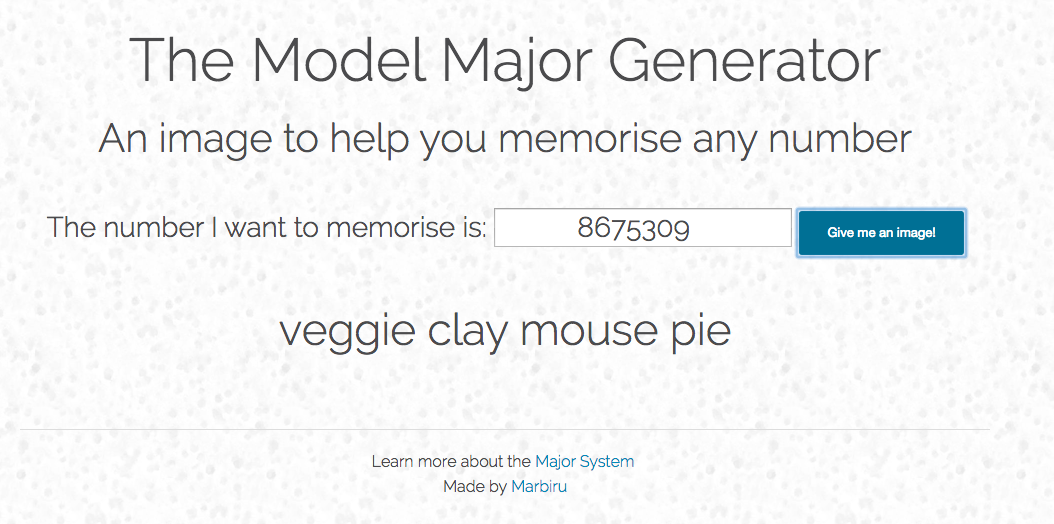 The Model Major Generator
An image to help you memorise any number
The number I want to memorise is: 8675309 Give me an image!
veggie clay mouse pie
Learn more about the Major System
Made by Marbiru